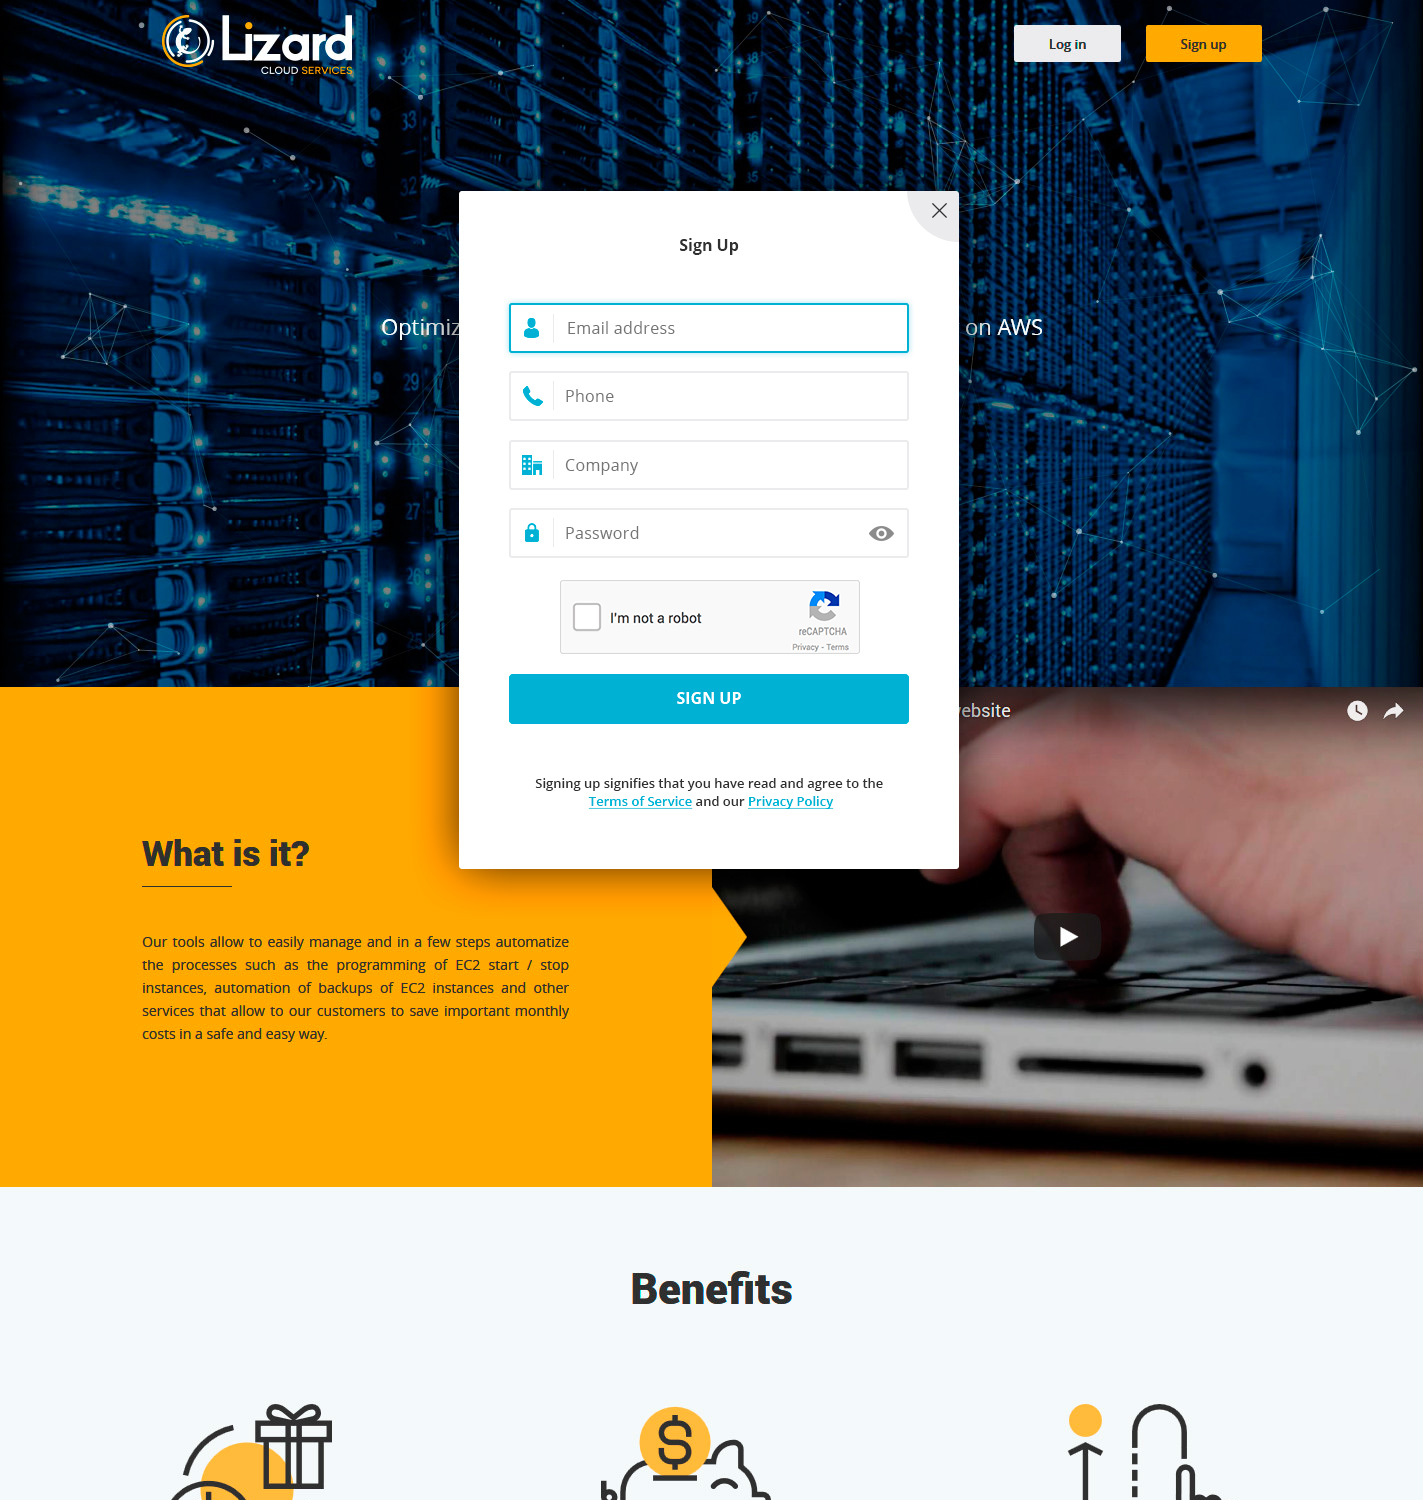 Lizard
CLOUD SERVICES
Log in
Sign up
Sign Up
Optimiz
on AWS
Email address
Phone
Company
Password
I'm not a robot
reCAPTCHA
Privacy - Terms
SIGN UP
ebsite
Signing up signifies that you have read and agree to the
Terms of Service and our Privacy Policy
What is it?
Our tools allow to easily manage and in a few steps automatize
the processes such as the programming of EC2 start / stop
instances, automation of backups of EC2 instances and other
services that allow to our customers to save important monthly
costs in a safe and easy way.
Benefits
$